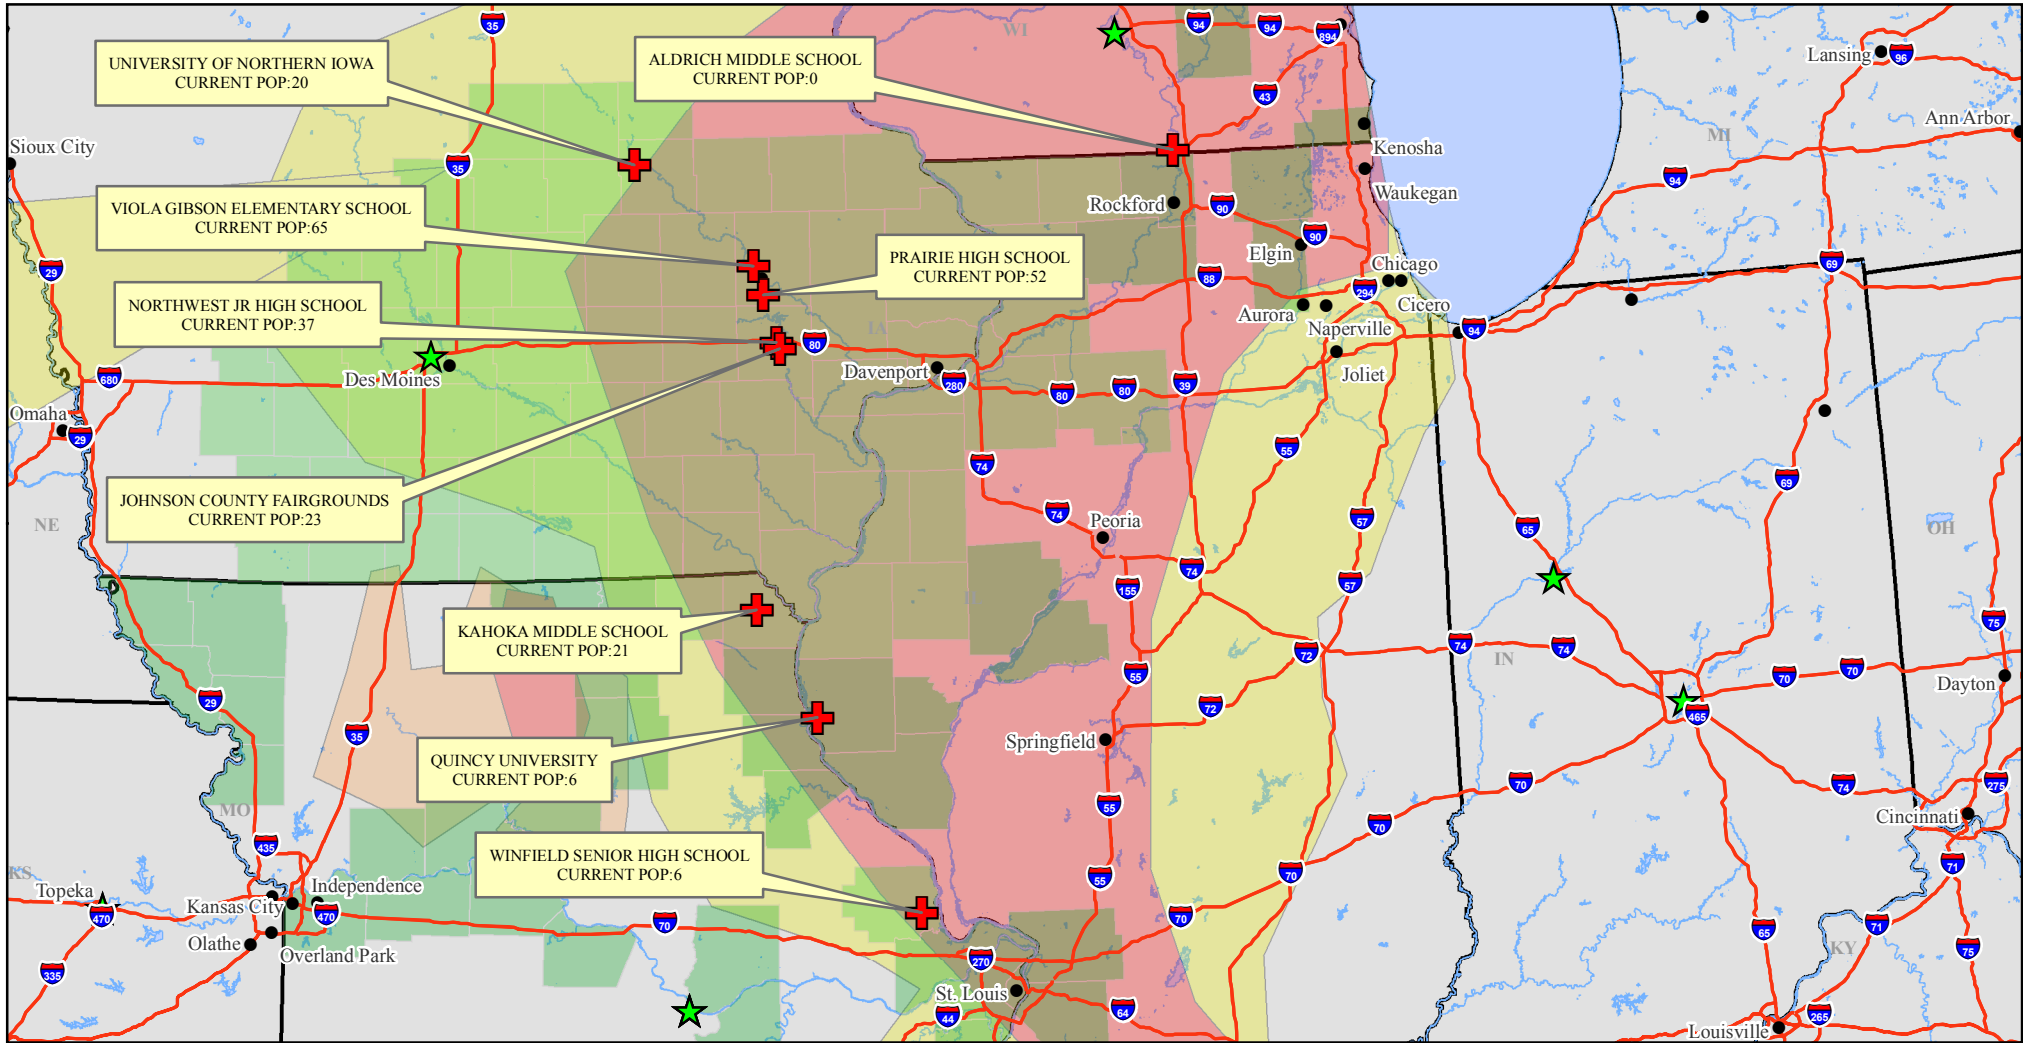 35
94
94
894
WI
UNIVERSITY OF NORTHERN IOWA
CURRENT POP:20
ALDRICH MIDDLE SCHOOL
CURRENT POP:0
Lansing
96
43
Ann Arbor
MI
Sioux City
35
Kenosha
94
Waukegan
VIOLA GIBSON ELEMENTARY SCHOOL
CURRENT POP:65
Rockford
90
90
Elgin
PRAIRIE HIGH SCHOOL
CURRENT POP:52
29
88
Chicago
69
294
Cicero
NORTHWEST JR HIGH SCHOOL
CURRENT POP:37
Aurora
Naperville
IA
80
94
Des Moines
680
Davenport
280
80
80
39
Joliet
Omaha
29
55
74
69
JOHNSON COUNTY FAIRGROUNDS
CURRENT POP:23
NE
74
Peoria
57
65
OH
74
155
57
IL
75
KAHOKA MIDDLE SCHOOL
CURRENT POP:21
72
74
74
IN
70
70
55
Dayton
29
35
72
465
Springfield
QUINCY UNIVERSITY
CURRENT POP:6
70
74
275
MO
55
70
Cincinnati
435
WINFIELD SENIOR HIGH SCHOOL
CURRENT POP:6
KS
Topeka
470
Independence
Kansas City
470
70
55
70
70
71
65
71
75
KY
Olathe
Overland Park
335
270
St. Louis
44
64
265
Louisville